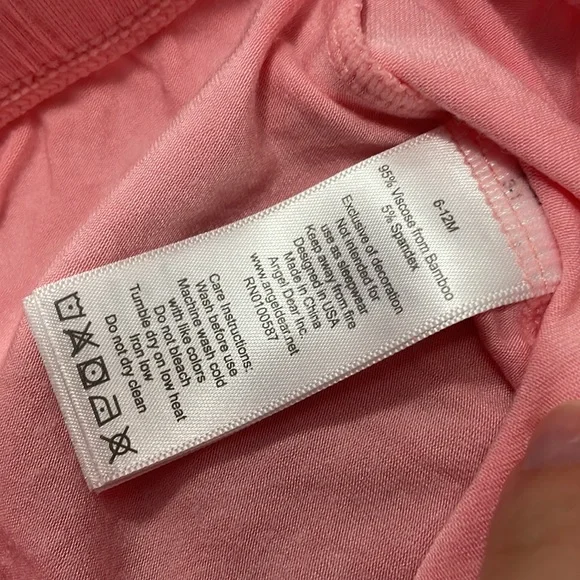 6-12M
95% Viscose from Bamboo
5% Spandex
Exclusive of decoration
Not intended for
use as sleepwear
Keep away from fire
Designed in USA
Made in China
Angel Dear Inc.
www.angeldear.net
RN0100587
Care Instructions:
Wash before use
Machine wash cold
with like colors
Do not bleach
Tumble dry on low heat
iron low
Do not dry clean